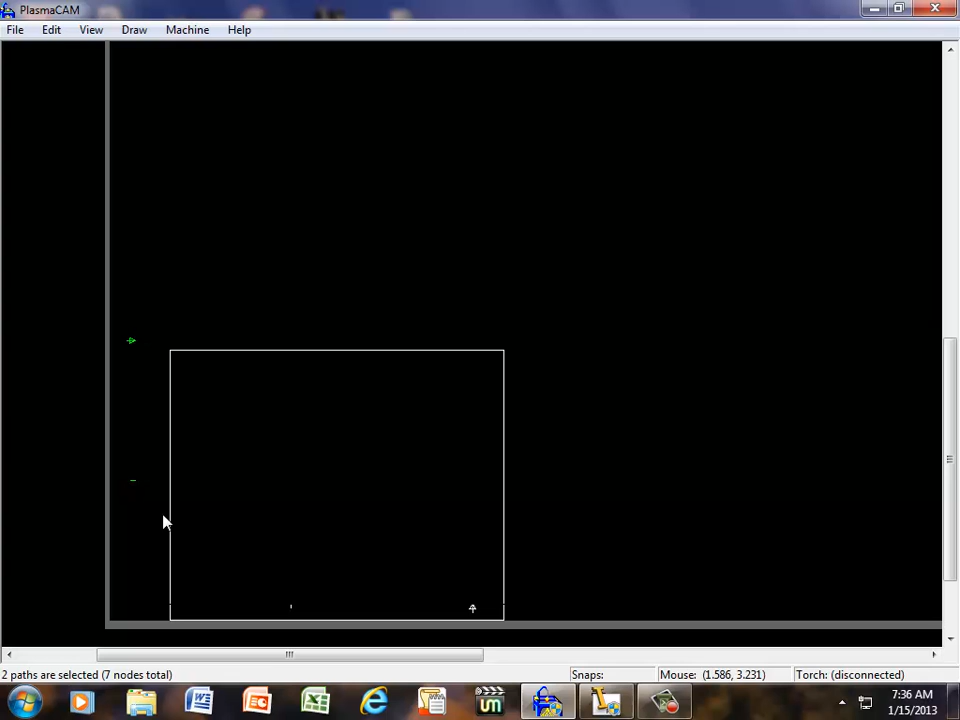 PlasmaCAM
File Edit View Draw Machine Help
2 paths are selected (7 nodes total) Snaps: Mouse: (1.586, 3.231) Torch: (disconnected)
um
7:36 AM
1/15/2013